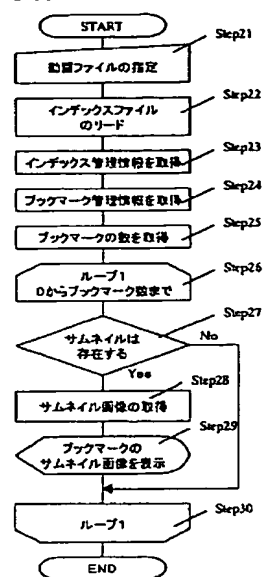 START
Step21
動画ファイルの指定
Step22
インデックスファイル
のリード
Step23
インデックス管理情報を取得
Step24
ブックマーク管理情報を取得
Step25
ブックマークの数を取得
Step26
ループ1
0からブックマーク数まで
Step27
サムネイルは
存在する
No
Yes
Step28
サムネイル画像の取得
Step29
ブックマークの
サムネイル画像を表示
Step30
ループ1
END